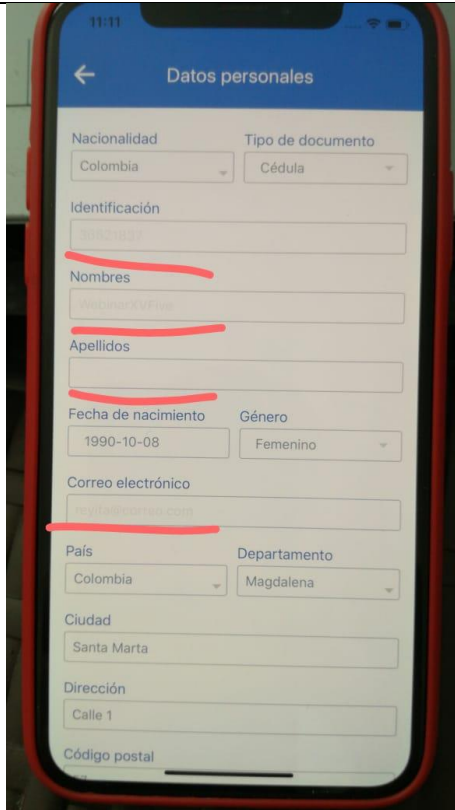 11:11
Datos personales
Nacionalidad Tipo de documento
Colombia Cédula
Identificación
Nombres
Apellidos
Fecha de nacimiento Género
1990-10-08 Femenino
Correo electrónico
País Departamento
Colombia Magdalena
Ciudad
Santa Marta
Dirección
Calle 1
Código postal